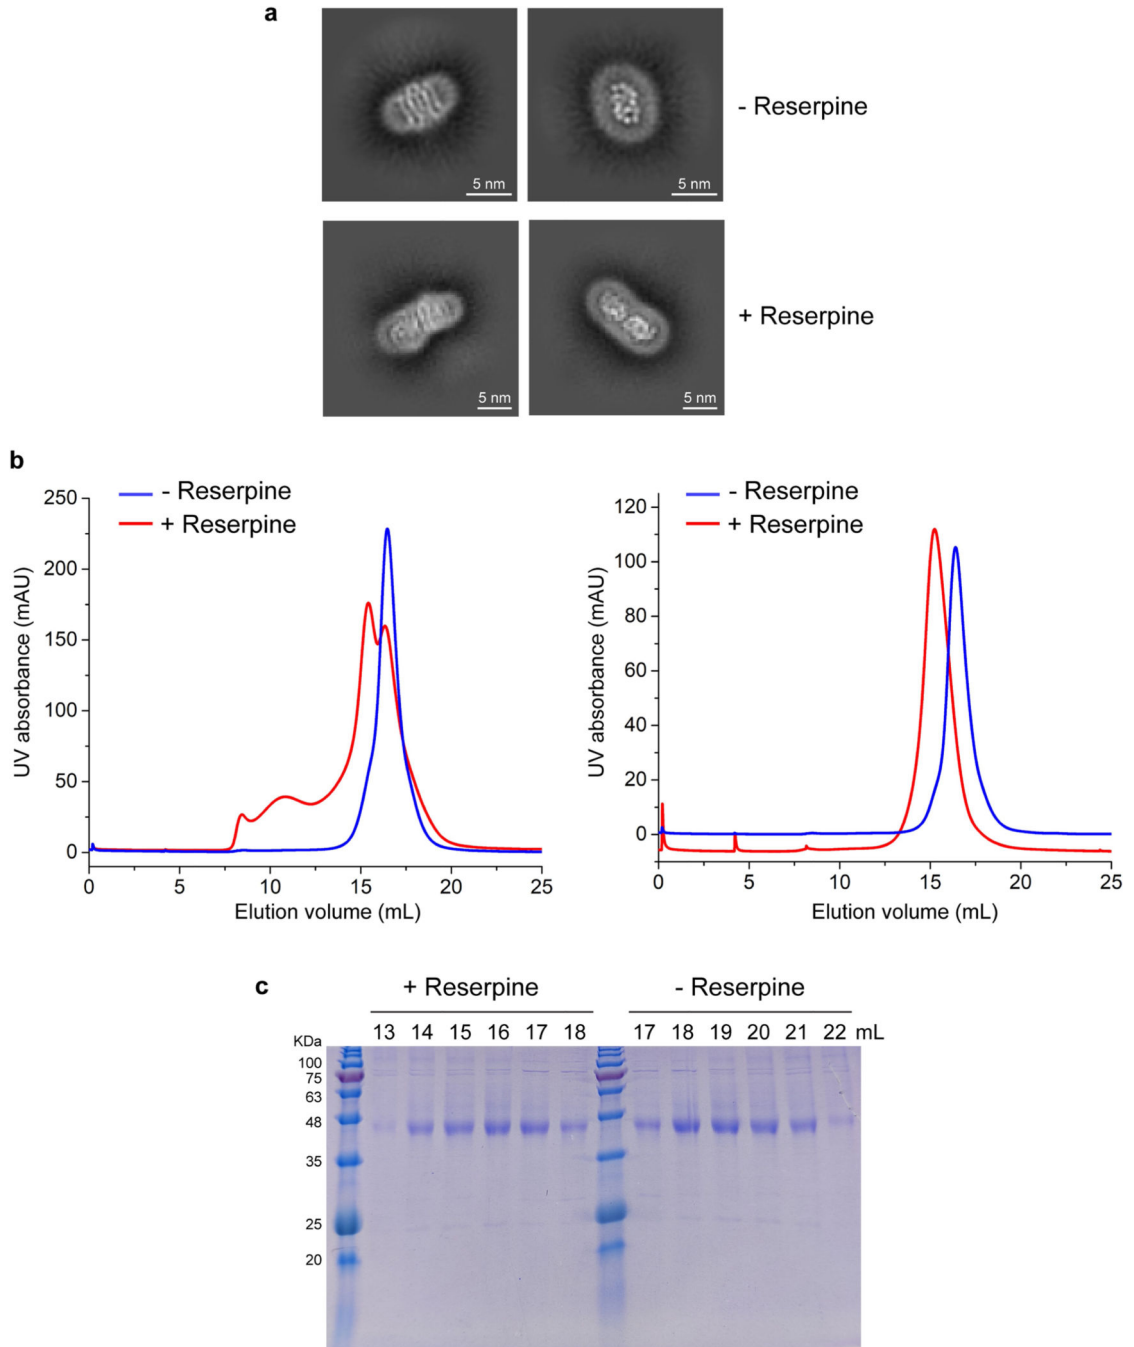 a
- Reserpine
5 nm
5 nm
+ Reserpine
5 nm
5 nm
b
- Reserpine
+ Reserpine
250
200
150
100
50
0
UV absorbance (mAU)
0 5 10 15 20 25
Elution volume (mL)
- Reserpine
+ Reserpine
120
100
80
60
40
20
0
UV absorbance (mAU)
0 5 10 15 20 25
Elution volume (mL)
c
+ Reserpine - Reserpine
13 14 15 16 17 18 17 18 19 20 21 22 mL
KDa
100
75
63
48
35
25
20